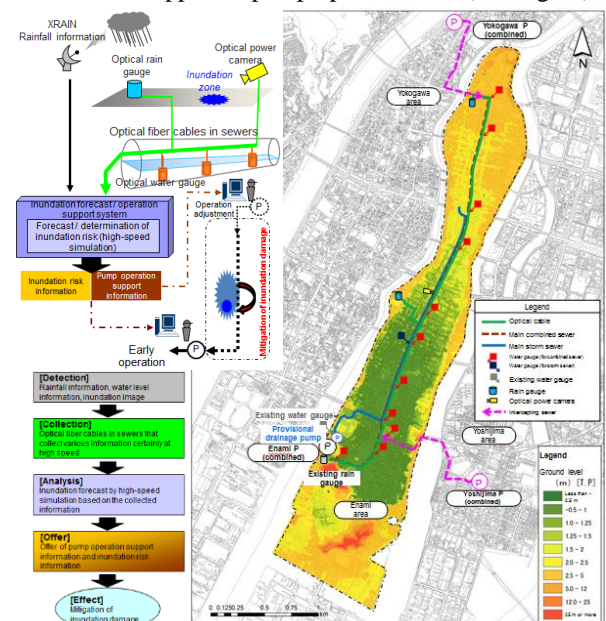 XRAIN
Rainfall information
Optical rain
gauge
Optical power
camera
Inundation
zone
Optical fiber cables in sewers
Optical water gauge
Inundation forecast / operation
support system
Forecast / determination of
inundation risk (high-speed
simulation)
Operation
adjustment
P
Inundation risk
information
Pump operation
support
information
Mitigation of inundation damage
Early
operation
P
[Detection]
Rainfall information, water level
information, inundation image
[Collection]
Optical fiber cables in sewers that
collect various information certainly at
high speed
[Analysis]
Inundation forecast by high-speed
simulation based on the collected
information
[Offer]
Offer of pump operation support
information and inundation risk
information
[Effect]
Mitigation of
inundation damage
P
Yokogawa P
(combined)
N
Yokogawa
area
Legend
Optical cable
Main combined sewer
Main storm sewer
Water gauge (for combined sewer)
Water gauge (for storm sewer)
Existing water gauge
Rain gauge
Optical power camera
Intercepting sewer
Existing water gauge
Provisional
drainage pump
P
P
Enami P
(combined)
Existing rain
gauge
Enami
area
Yoshijima
area
P
Yoshijima P
(combined)
Legend
Ground level
(m) [T.P]
Less than -
0.5 m
-0.5 - 1
1.0 - 1.25
1.25 - 1.5
1.5 - 2
2.0 - 2.5
2.5 - 5
5.0 - 12
12.0 - 25
25 m or more
0 0.125 0.25 0.5 0.75 1